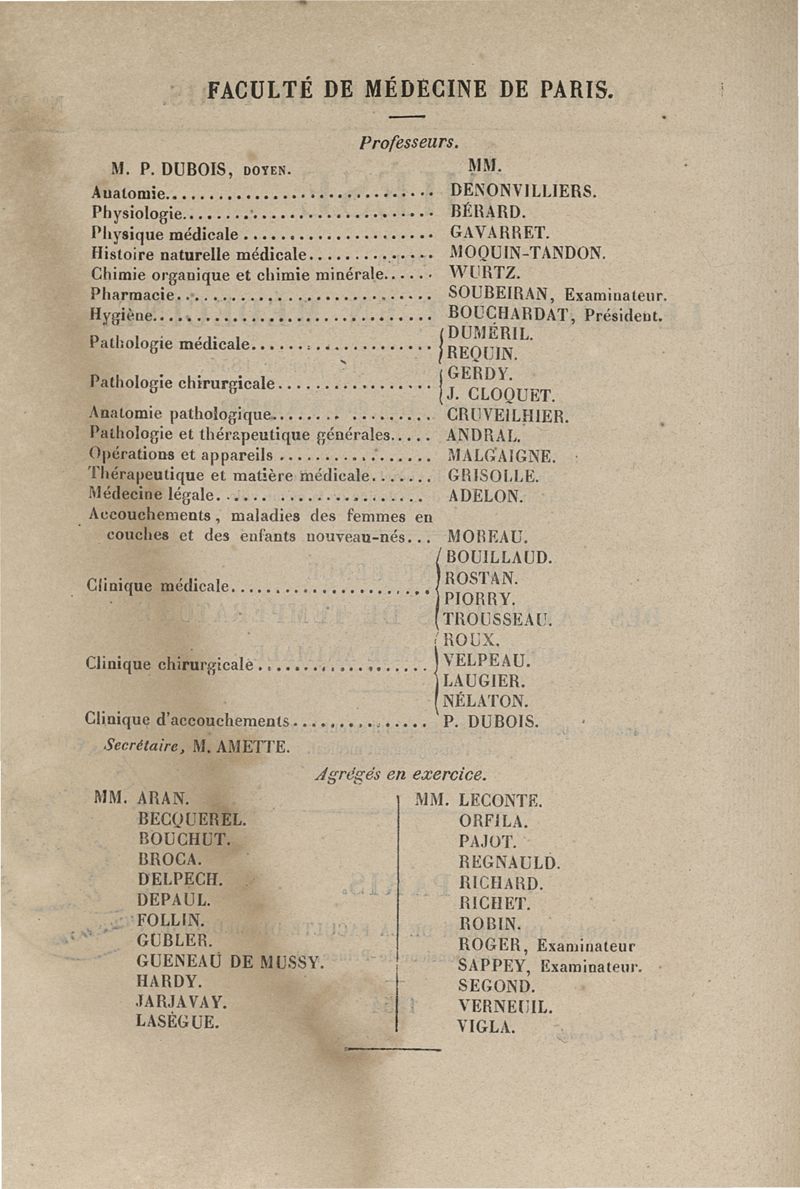 FACULTÉ DE MÉDECINE DE PARIS.
Professeurs.
M. P. DUBOIS, DOYEN. MM.
Anatomie.................................. DENONVILLIERS.
Physiologie................................ BÉRARD.
Physique médicale ........................ GAVARRET.
Histoire naturelle médicale................ MOQUIN-TANDON.
Chimie organique et chimie minérale...... WURTZ.
Pharmacie................................ SOUBEIRAN, Examinateur.
Hygiène.................................. BOUCHARDAT, Président.
Pathologie médicale........................ { DUMÉRIL.
REQUIN.
Pathologie chirurgicale.................... { GERDY.
J. CLOQUET.
Anatomie pathologique.................... CRUVEILHIER.
Pathologie et thérapeutique générales..... ANDRAL.
Opérations et appareils ................... MALGAIGNE.
Thérapeutique et matière médicale....... GRISOLLE.
Médecine légale........................... ADELON.
Accouchements, maladies des femmes en
couches et des enfants nouveau-nés... MOREAU.
Clinique médicale......................... { BOUILLAUD.
ROSTAN.
PIORRY.
TROUSSEAU.
Clinique chirurgicale..................... { ROUX.
VELPEAU.
LAUGIER.
NÉLATON.
Clinique d'accouchements................. P. DUBOIS.
Secrétaire, M. AMETTE.
Agrégés en exercice.
MM. ARAN.
BECQUEREL.
BOUCHUT.
BROCA.
DELPECH.
DEPAUL.
FOLLIN.
GUBLER.
GUENEAU DE MUSSY.
HARDY.
JARJAVAY.
LASÈGUE.
MM. LECONTE.
ORFILA.
PAJOT.
REGNAULD.
RICHARD.
RICHET.
ROBIN.
ROGER, Examinateur
SAPPEY, Examinateur.
SEGOND.
VERNEUIL.
VIGLA.